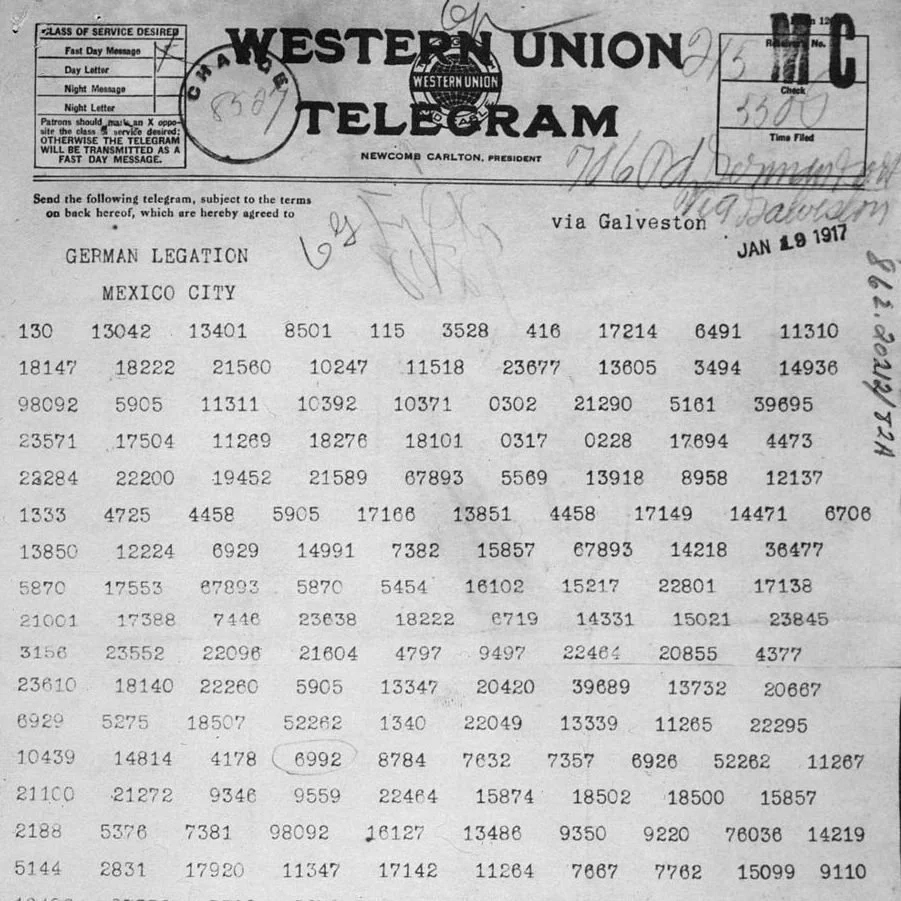 CLASS OF SERVICE DESIRED
Fast Day Message X
Day Letter
Night Message
Night Letter
Patrons should mark an X oppo-
site the class of service desired;
OTHERWISE THE TELEGRAM
WILL BE TRANSMITTED AS A
FAST DAY MESSAGE.
CHARGE
WESTERN UNION
WESTERN UNION
TELEGRAM
NEWCOMB CARLTON, PRESIDENT
215
MC
Receiver's No.
Check
Time Filed
via Galveston
Send the following telegram, subject to the terms
on back hereof, which are hereby agreed to
via Galveston
JAN 19 1917
862.20212/82A
GERMAN LEGATION
MEXICO CITY
130 13042 13401 8501 115 3528 416 17214 6491 11310
18147 18222 21560 10247 11518 23677 13605 3494 14936
98092 5905 11311 10392 10371 0302 21290 5161 39695
23571 17504 11269 18276 18101 0317 0228 17694 4473
22284 22200 19452 21589 67893 5569 13918 8958 12137
1333 4725 4458 5905 17166 13851 4458 17149 14471 6706
13850 12224 6929 14991 7382 15857 67893 14218 36477
5870 17553 67893 5870 5454 16102 15217 22801 17138
21001 17388 7446 23638 18222 6719 14331 15021 23845
3156 23552 22096 21604 4797 9497 22464 20855 4377
23610 18140 22260 5905 13347 20420 39689 13732 20667
6929 5275 18507 52262 1340 22049 13339 11265 22295
10439 14814 4178 6992 8784 7632 7357 6926 52262 11267
21100 21272 9346 9559 22464 15874 18502 18500 15857
2188 5376 7381 98092 16127 13486 9350 9220 76036 14219
5144 2831 17920 11347 17142 11264 7667 7762 15099 9110